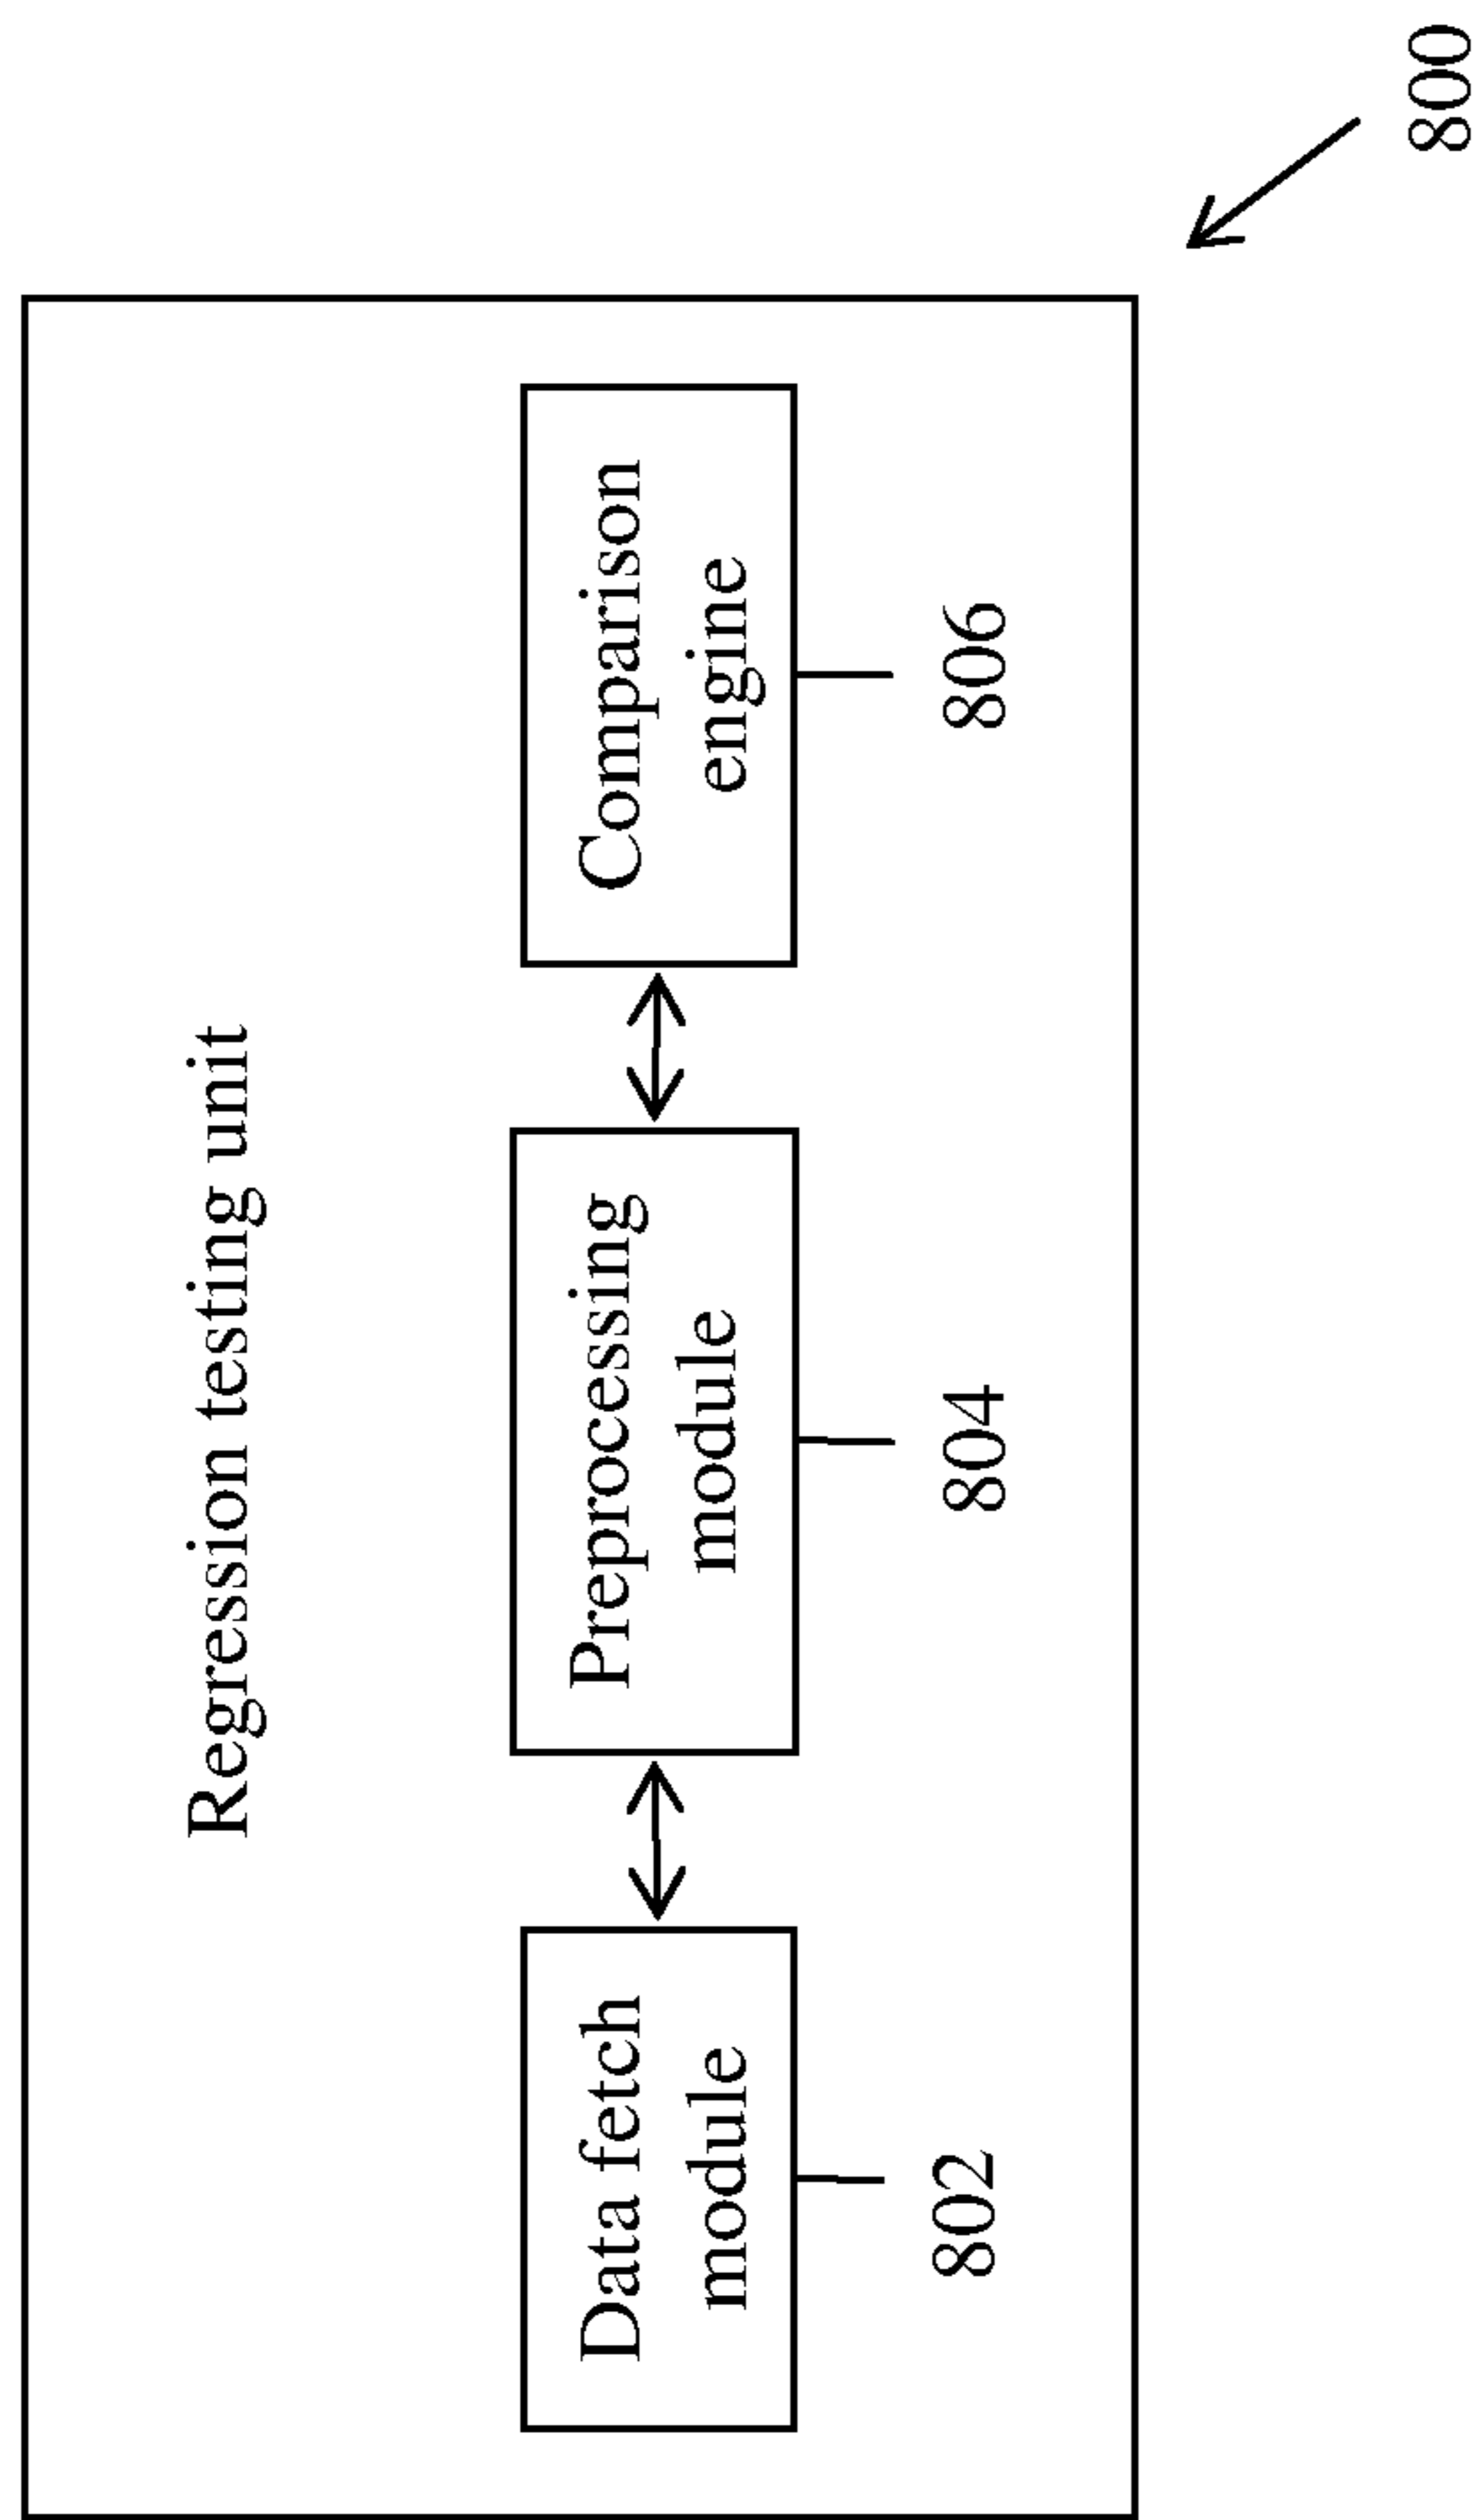 Regression testing unit
Data fetch
module
Preprocessing
module
Comparison
engine
802
804
806
800